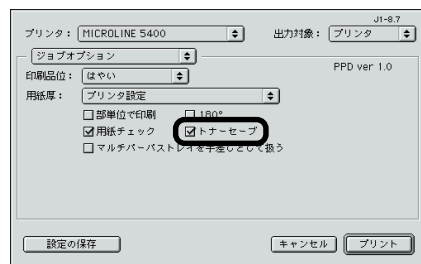 J1-8.7
プリンタ： MICROLINE 5400 出力対象： プリンタ
ジョブオプション
PPD ver 1.0
印刷品位： はやい
用紙厚： プリンタ設定
部単位で印刷 180°
用紙チェック トナーセーブ
マルチパーパストレイを手差しとして扱う
設定の保存 キャンセル プリント